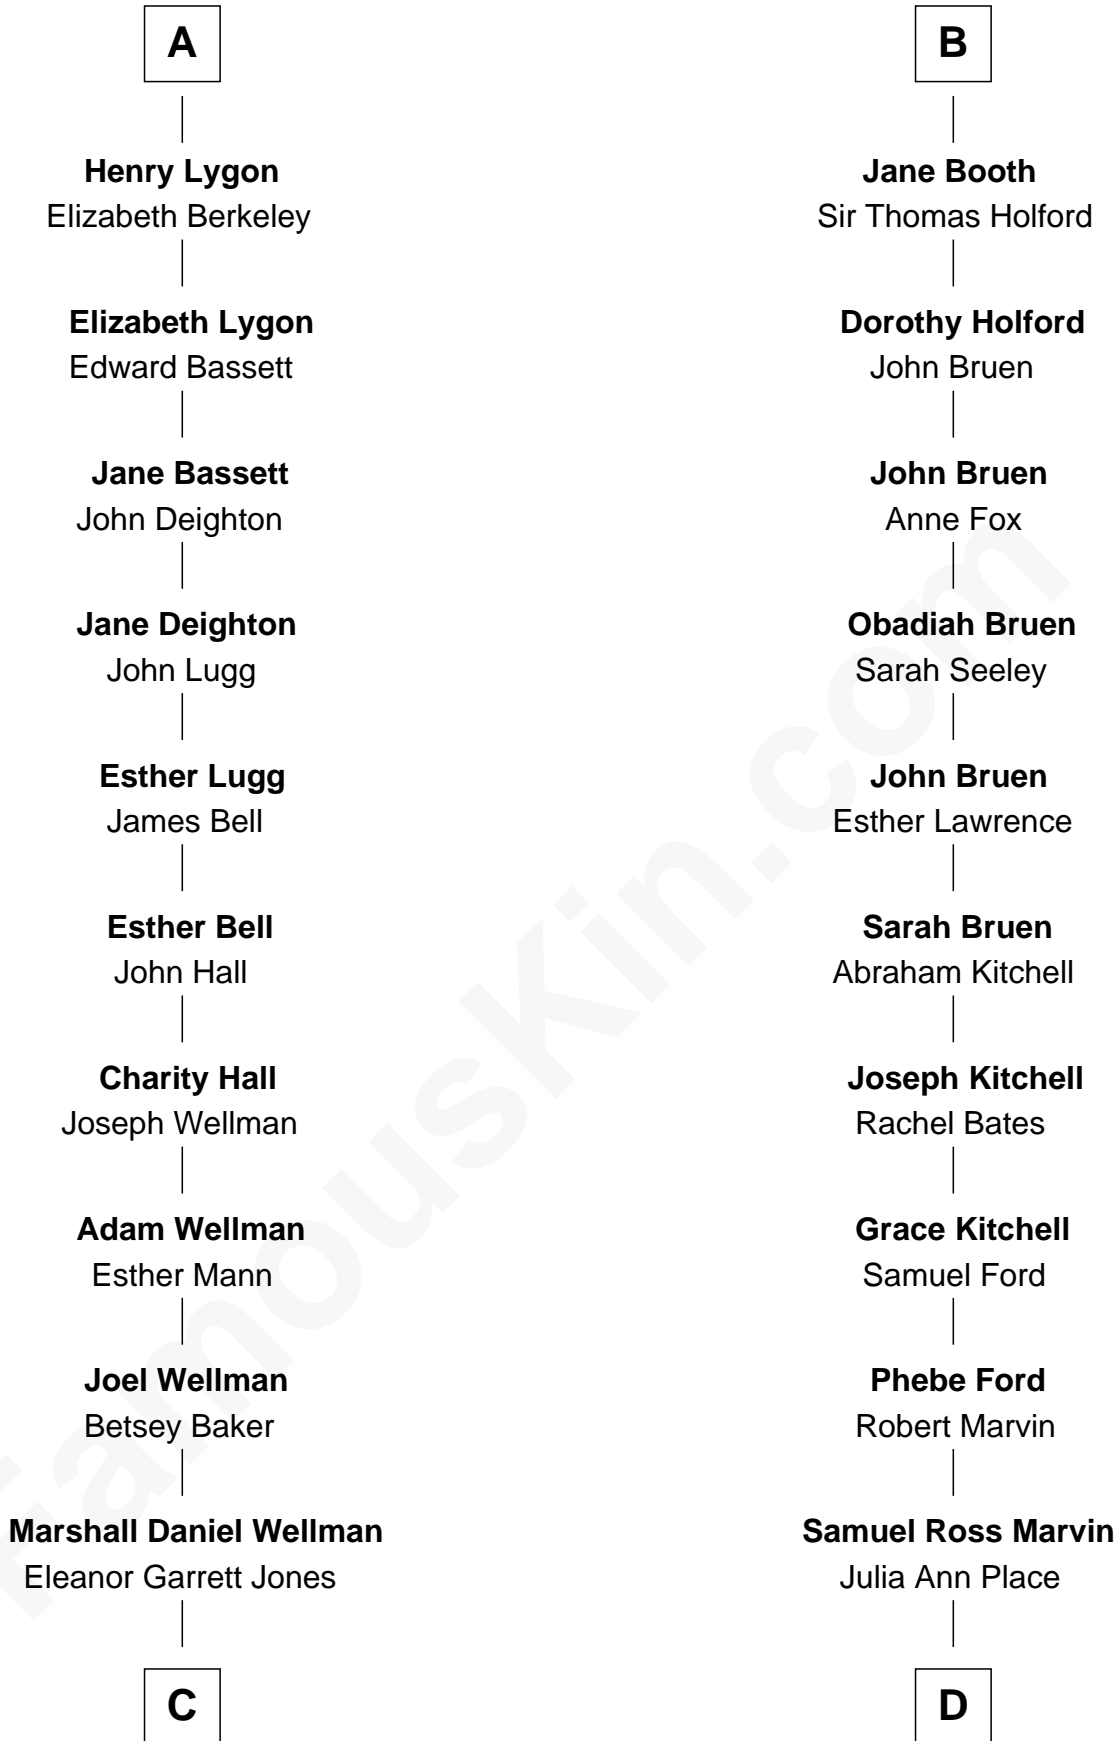 A
Henry Lygon
Elizabeth Berkeley
Elizabeth Lygon
Edward Bassett
Jane Bassett
John Deighton
Jane Deighton
John Lugg
Esther Lugg
James Bell
Esther Bell
John Hall
Charity Hall
Joseph Wellman
Adam Wellman
Esther Mann
Joel Wellman
Betsey Baker
Marshall Daniel Wellman
Eleanor Garrett Jones
C
B
Jane Booth
Sir Thomas Holford
Dorothy Holford
John Bruen
John Bruen
Anne Fox
Obadiah Bruen
Sarah Seeley
John Bruen
Esther Lawrence
Sarah Bruen
Abraham Kitchell
Joseph Kitchell
Rachel Bates
Grace Kitchell
Samuel Ford
Phebe Ford
Robert Marvin
Samuel Ross Marvin
Julia Ann Place
D
FamousKin.com